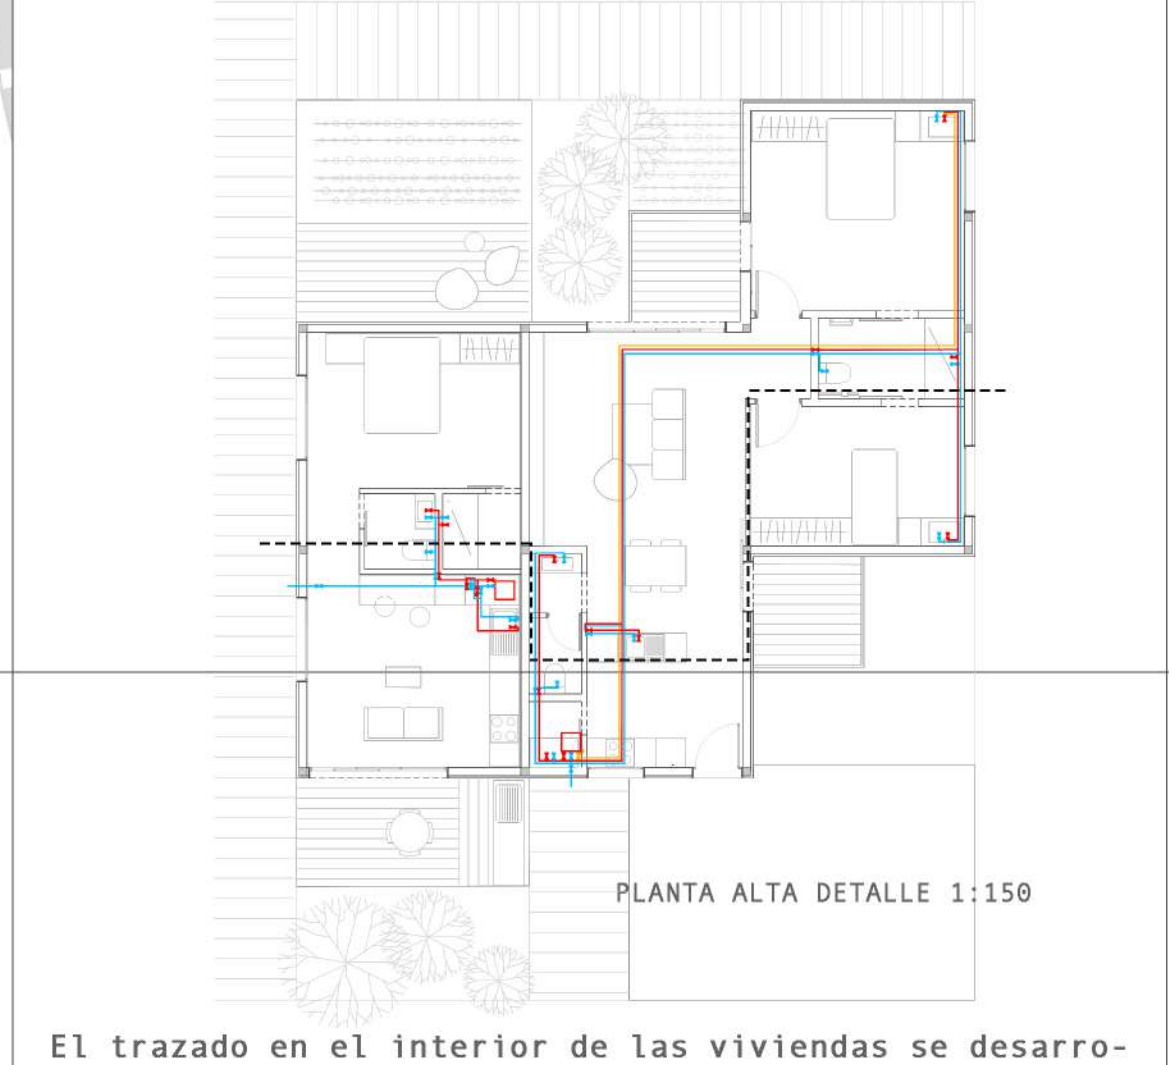 PLANTA ALTA DETALLE 1:150
El trazado en el interior de las viviendas se desarro-